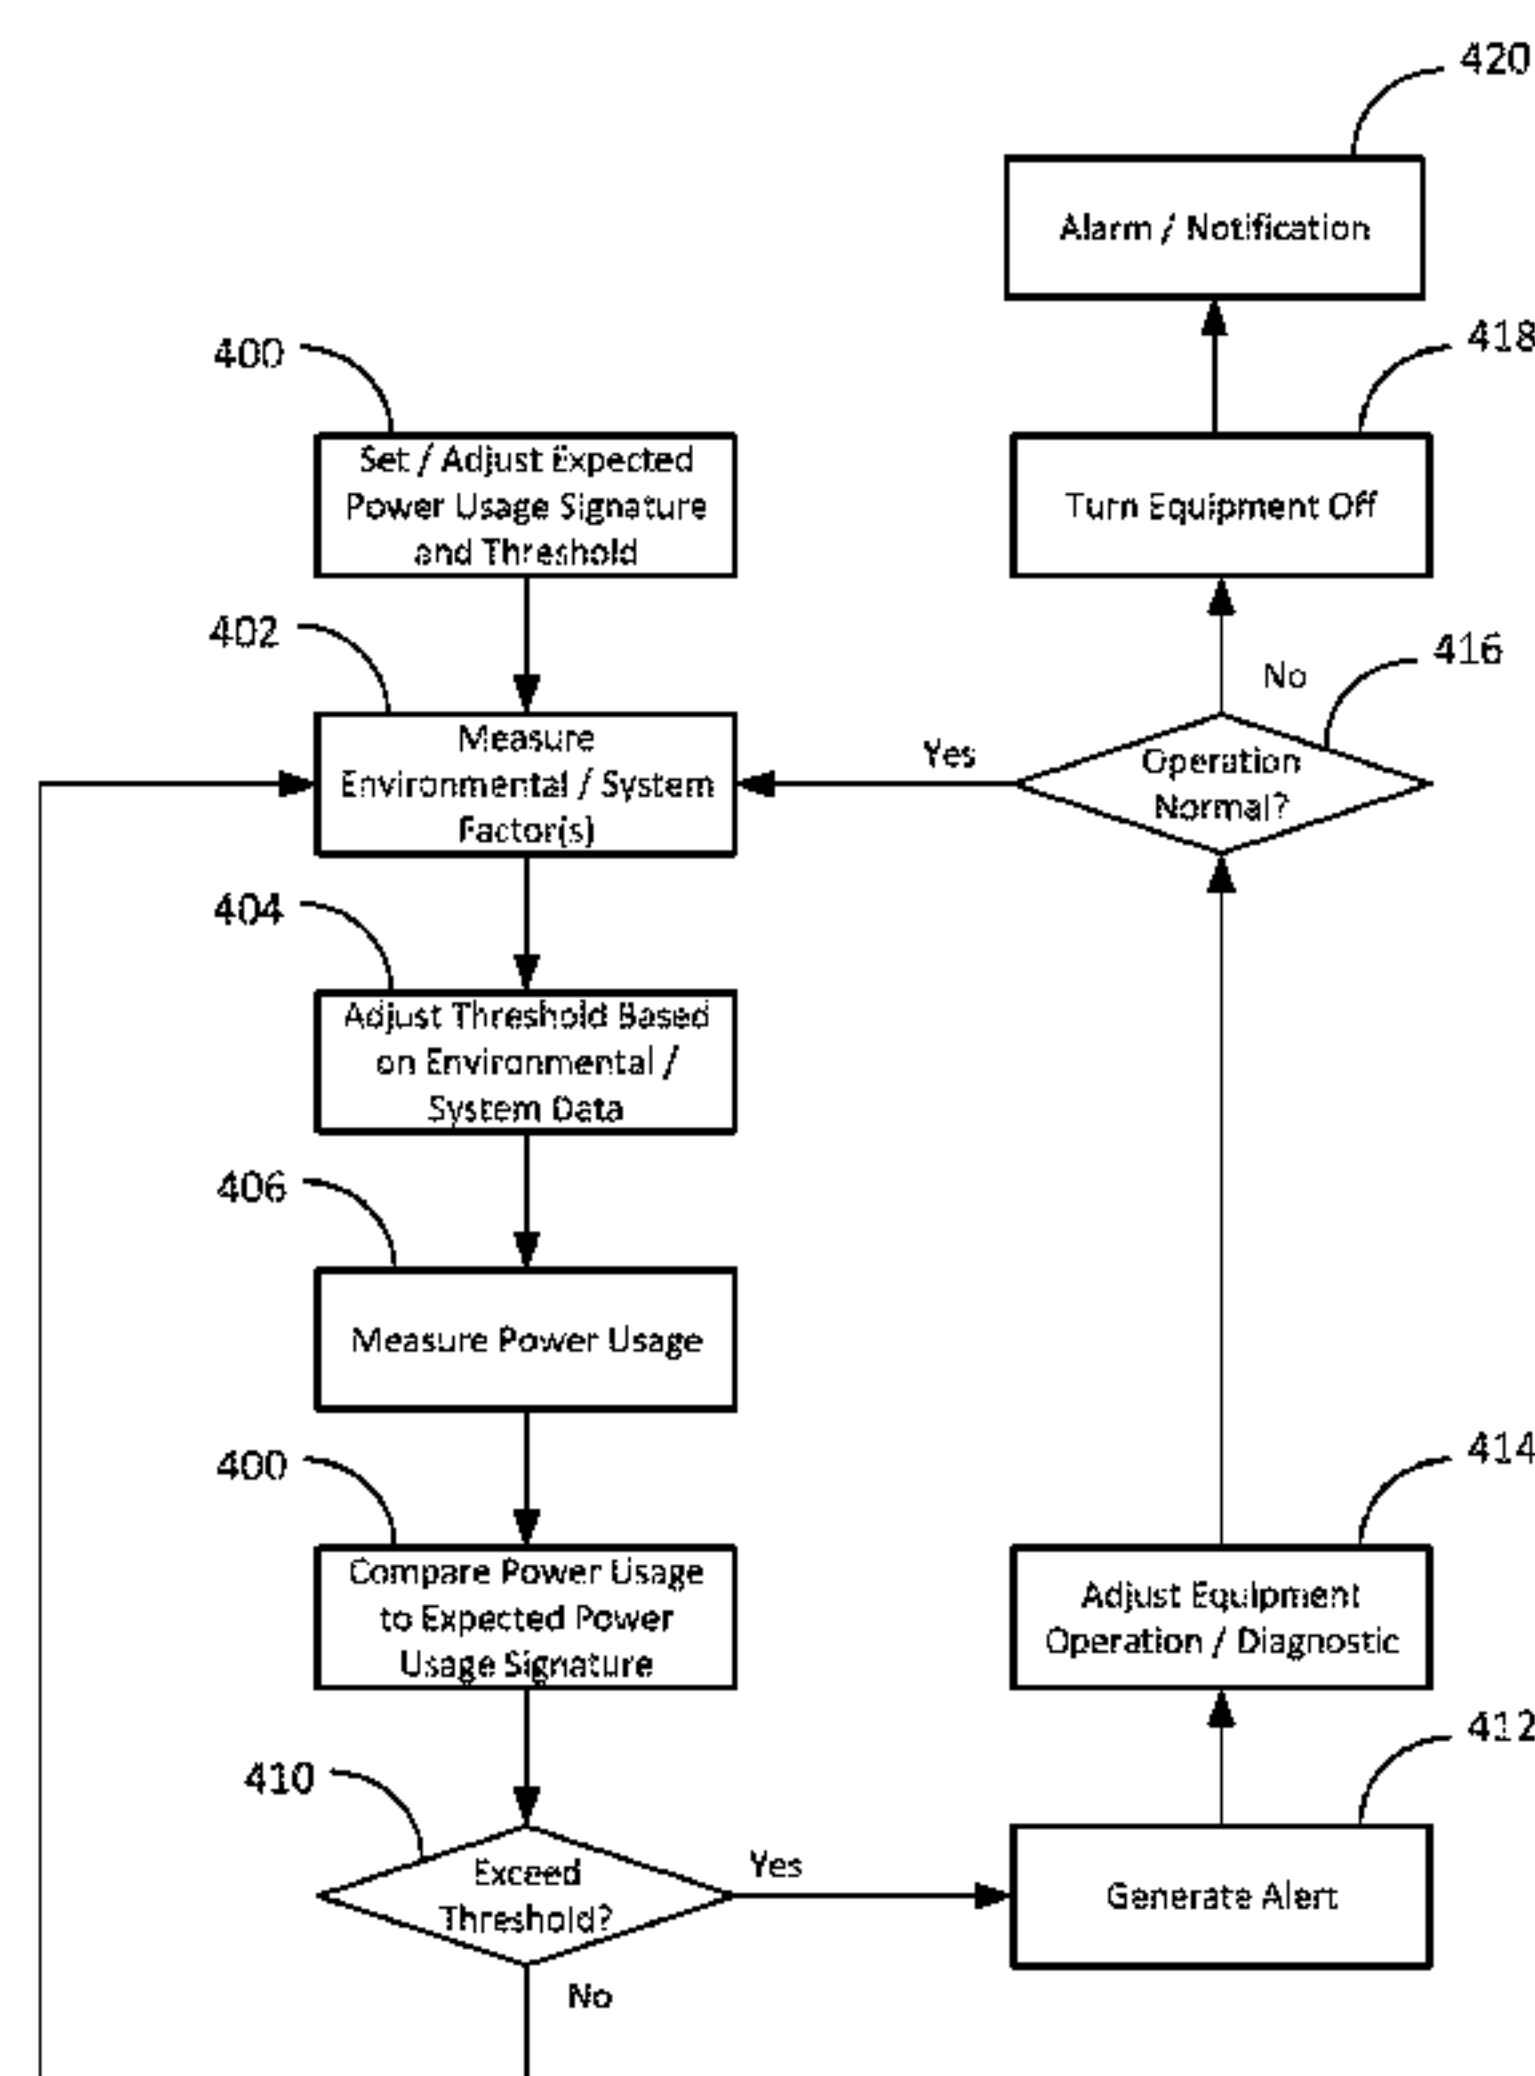 420
Alarm / Notification
418
Turn Equipment Off
400
Set / Adjust Expected
Power Usage Signature
and Threshold
402
Measure
Environmental / System
Factor(s)
Yes
No
416
Operation
Normal?
404
Adjust Threshold Based
on Environmental /
System Data
406
Measure Power Usage
400
Compare Power Usage
to Expected Power
Usage Signature
414
Adjust Equipment
Operation / Diagnostic
410
Exceed
Threshold?
Yes
No
412
Generate Alert